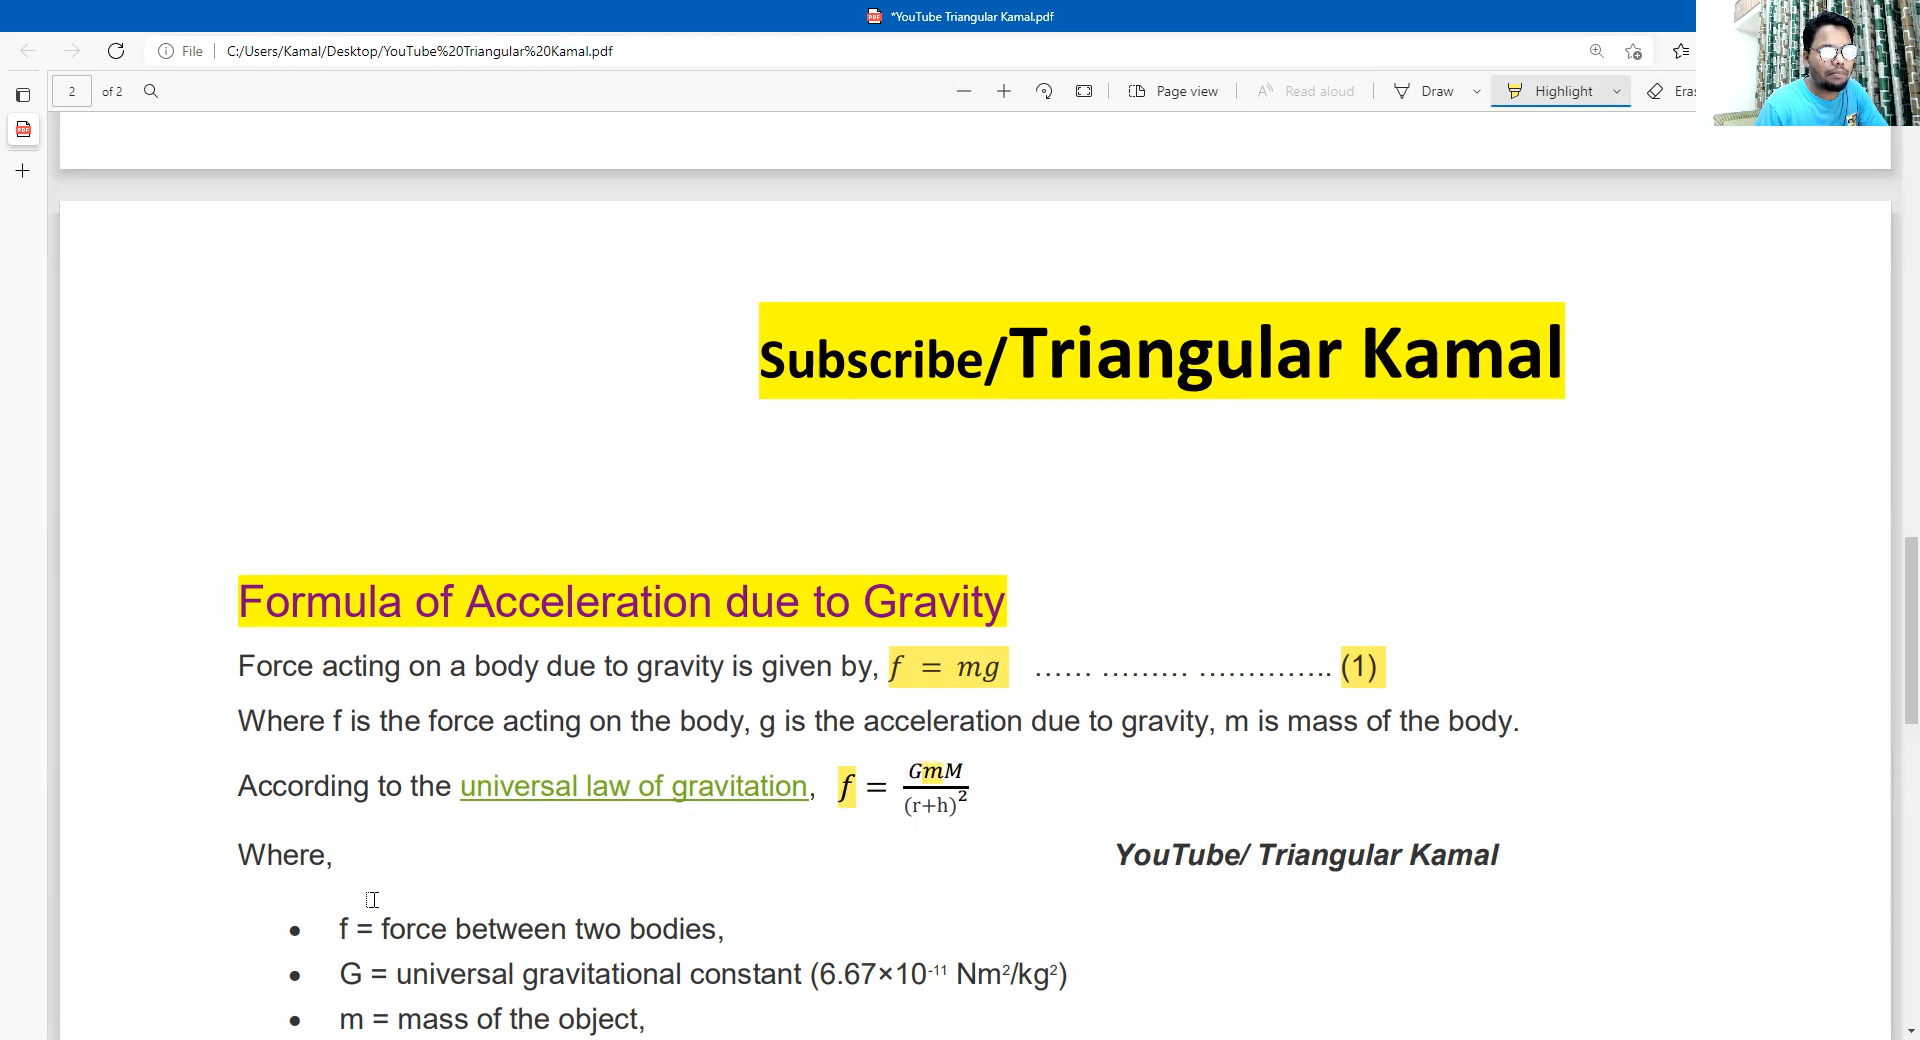 *YouTube Triangular Kamal.pdf
File | C:/Users/Kamal/Desktop/YouTube%20Triangular%20Kamal.pdf
2 of 2 Page view Read aloud Draw Highlight Eras
Subscribe/Triangular Kamal
Formula of Acceleration due to Gravity
Force acting on a body due to gravity is given by, f = mg …… ……… ………….. (1)
Where f is the force acting on the body, g is the acceleration due to gravity, m is mass of the body.
According to the universal law of gravitation, f = GmM/(r+h)²
Where, YouTube/ Triangular Kamal
• f = force between two bodies,
• G = universal gravitational constant (6.67×10⁻¹¹ Nm²/kg²)
• m = mass of the object,